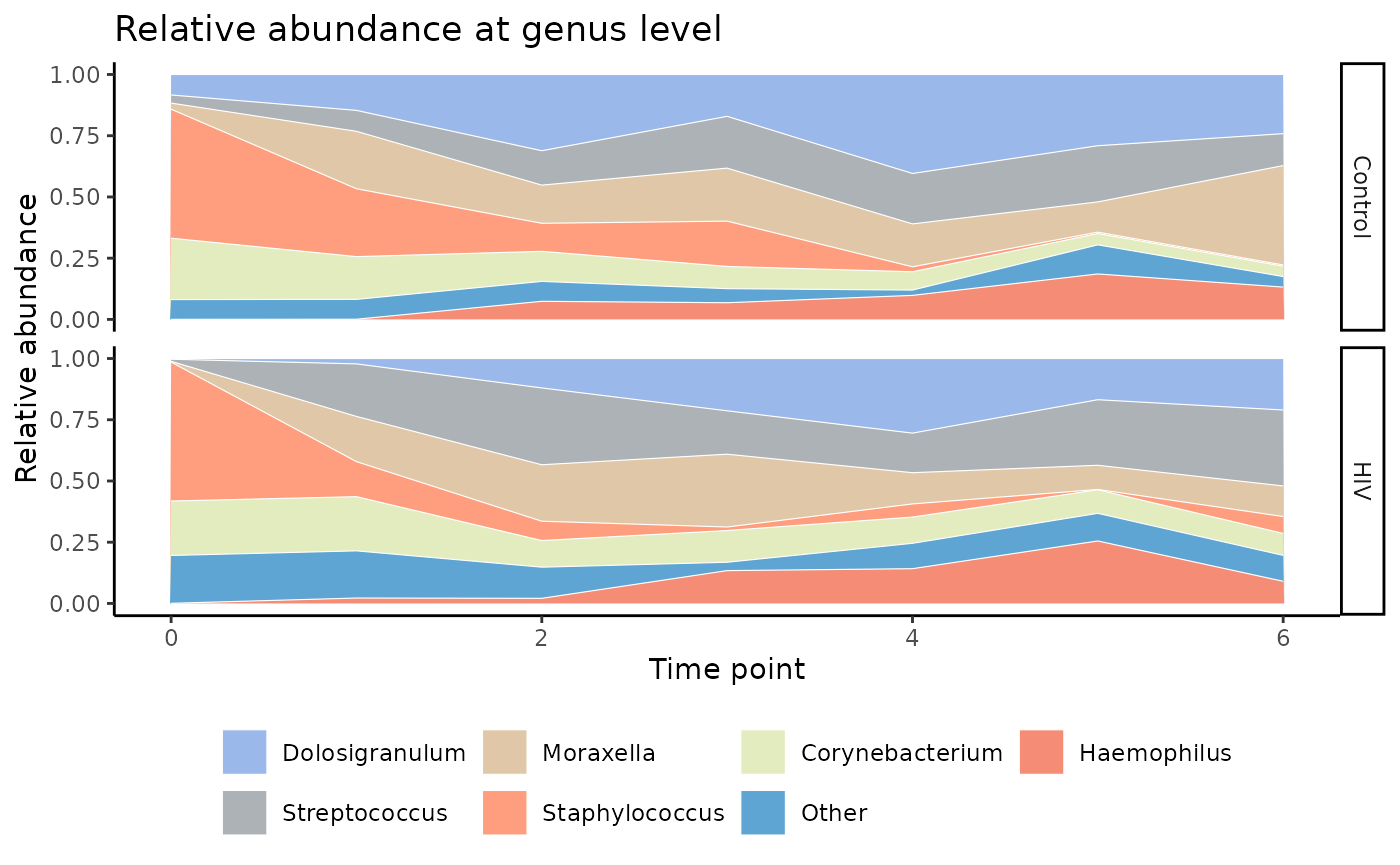 Relative abundance at genus level
Relative abundance
1.00
0.75
0.50
0.25
0.00
Control
1.00
0.75
0.50
0.25
0.00
HIV
0 2 4 6
Time point
Dolosigranulum Moraxella Corynebacterium Haemophilus
Streptococcus Staphylococcus Other